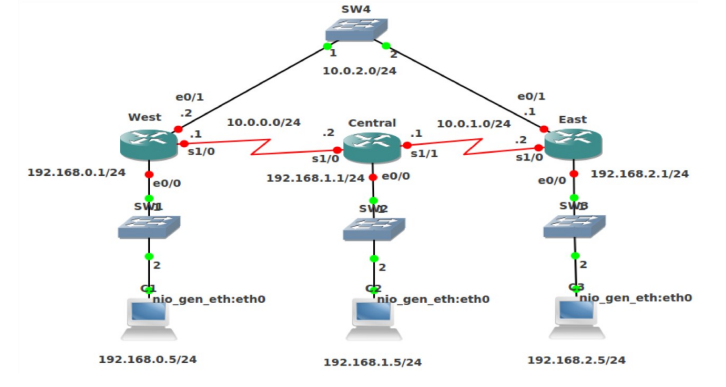 SW4
1
2
10.0.2.0/24
e0/1
.2
e0/1
.1
West
Central
East
10.0.0.0/24
10.0.1.0/24
.1
.2
.1
.2
s1/0
s1/0
s1/1
s1/0
192.168.0.1/24
192.168.1.1/24
192.168.2.1/24
e0/0
e0/0
e0/0
SW1
SW2
SW3
1
1
1
2
2
2
C1
C2
C3
nio_gen_eth:eth0
nio_gen_eth:eth0
nio_gen_eth:eth0
192.168.0.5/24
192.168.1.5/24
192.168.2.5/24